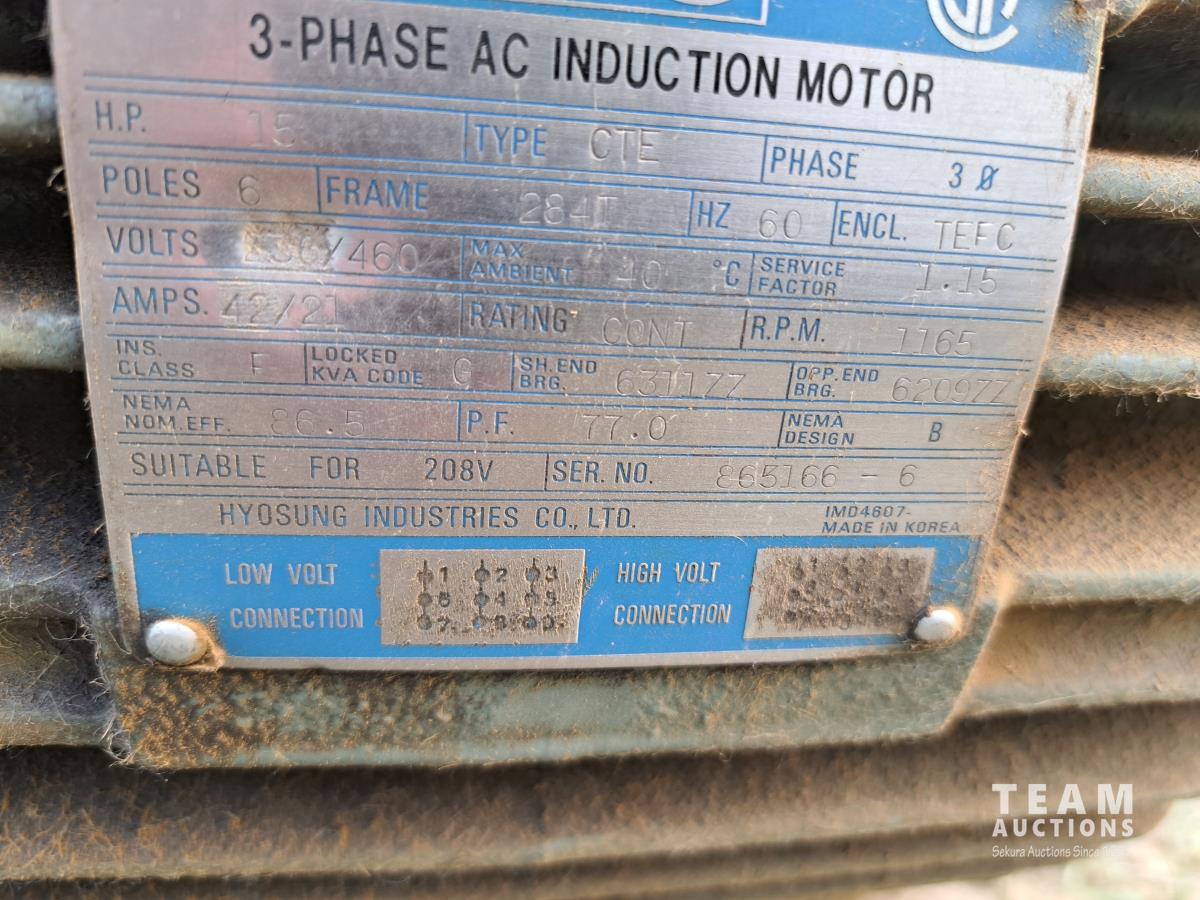 3-PHASE AC INDUCTION MOTOR
H.P. 15 TYPE CTE PHASE 3Ø
POLES 6 FRAME 284T HZ 60 ENCL. TEFC
VOLTS 230/460 MAX AMBIENT 40 °C SERVICE FACTOR 1.15
AMPS. 42/21 RATING CONT R.P.M. 1165
INS. CLASS F LOCKED KVA CODE G SH.END BRG. 6311ZZ OPP.END BRG. 6209ZZ
NEMA NOM.EFF. 86.5 P.F. 77.0 NEMA DESIGN B
SUITABLE FOR 208V SER. NO. 865166 - 6
HYOSUNG INDUSTRIES CO., LTD. IMD4607- MADE IN KOREA
LOW VOLT CONNECTION
HIGH VOLT CONNECTION
TEAM
AUCTIONS
Sekura Auctions Since